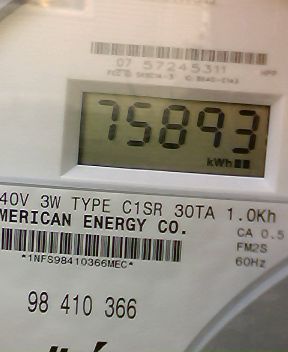 07 57245311
75893
kWh
40V 3W TYPE C1SR 30TA 1.0Kh
MERICAN ENERGY CO.
CA 0.5
FM2S
60Hz
*1NFS98410366MEC*
98 410 366